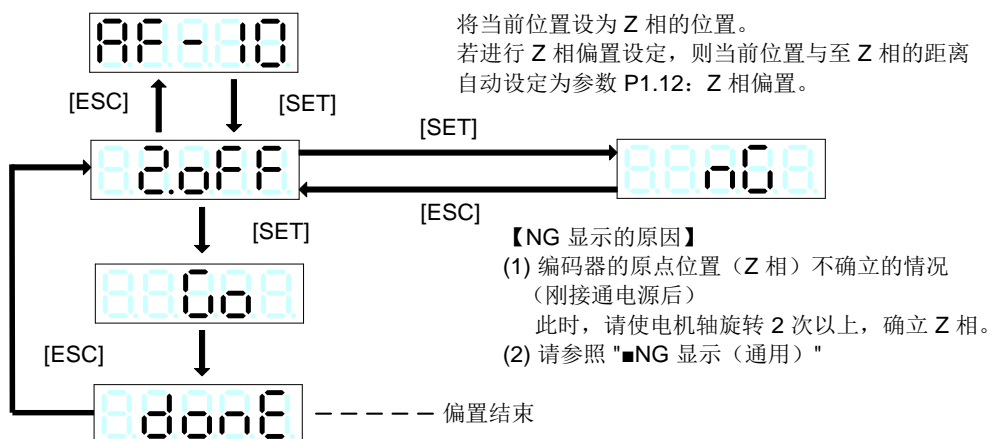 AF-10
将当前位置设为 Z 相的位置。
若进行 Z 相偏置设定，则当前位置与至 Z 相的距离
自动设定为参数 P1.12：Z 相偏置。
[ESC]
[SET]
[SET]
2.oFF
nG
[ESC]
[SET]
【NG 显示的原因】
(1) 编码器的原点位置（Z 相）不确立的情况
（刚接通电源后）
此时，请使电机轴旋转 2 次以上，确立 Z 相。
(2) 请参照 "■NG 显示（通用）"
Go
[ESC]
donE
偏置结束